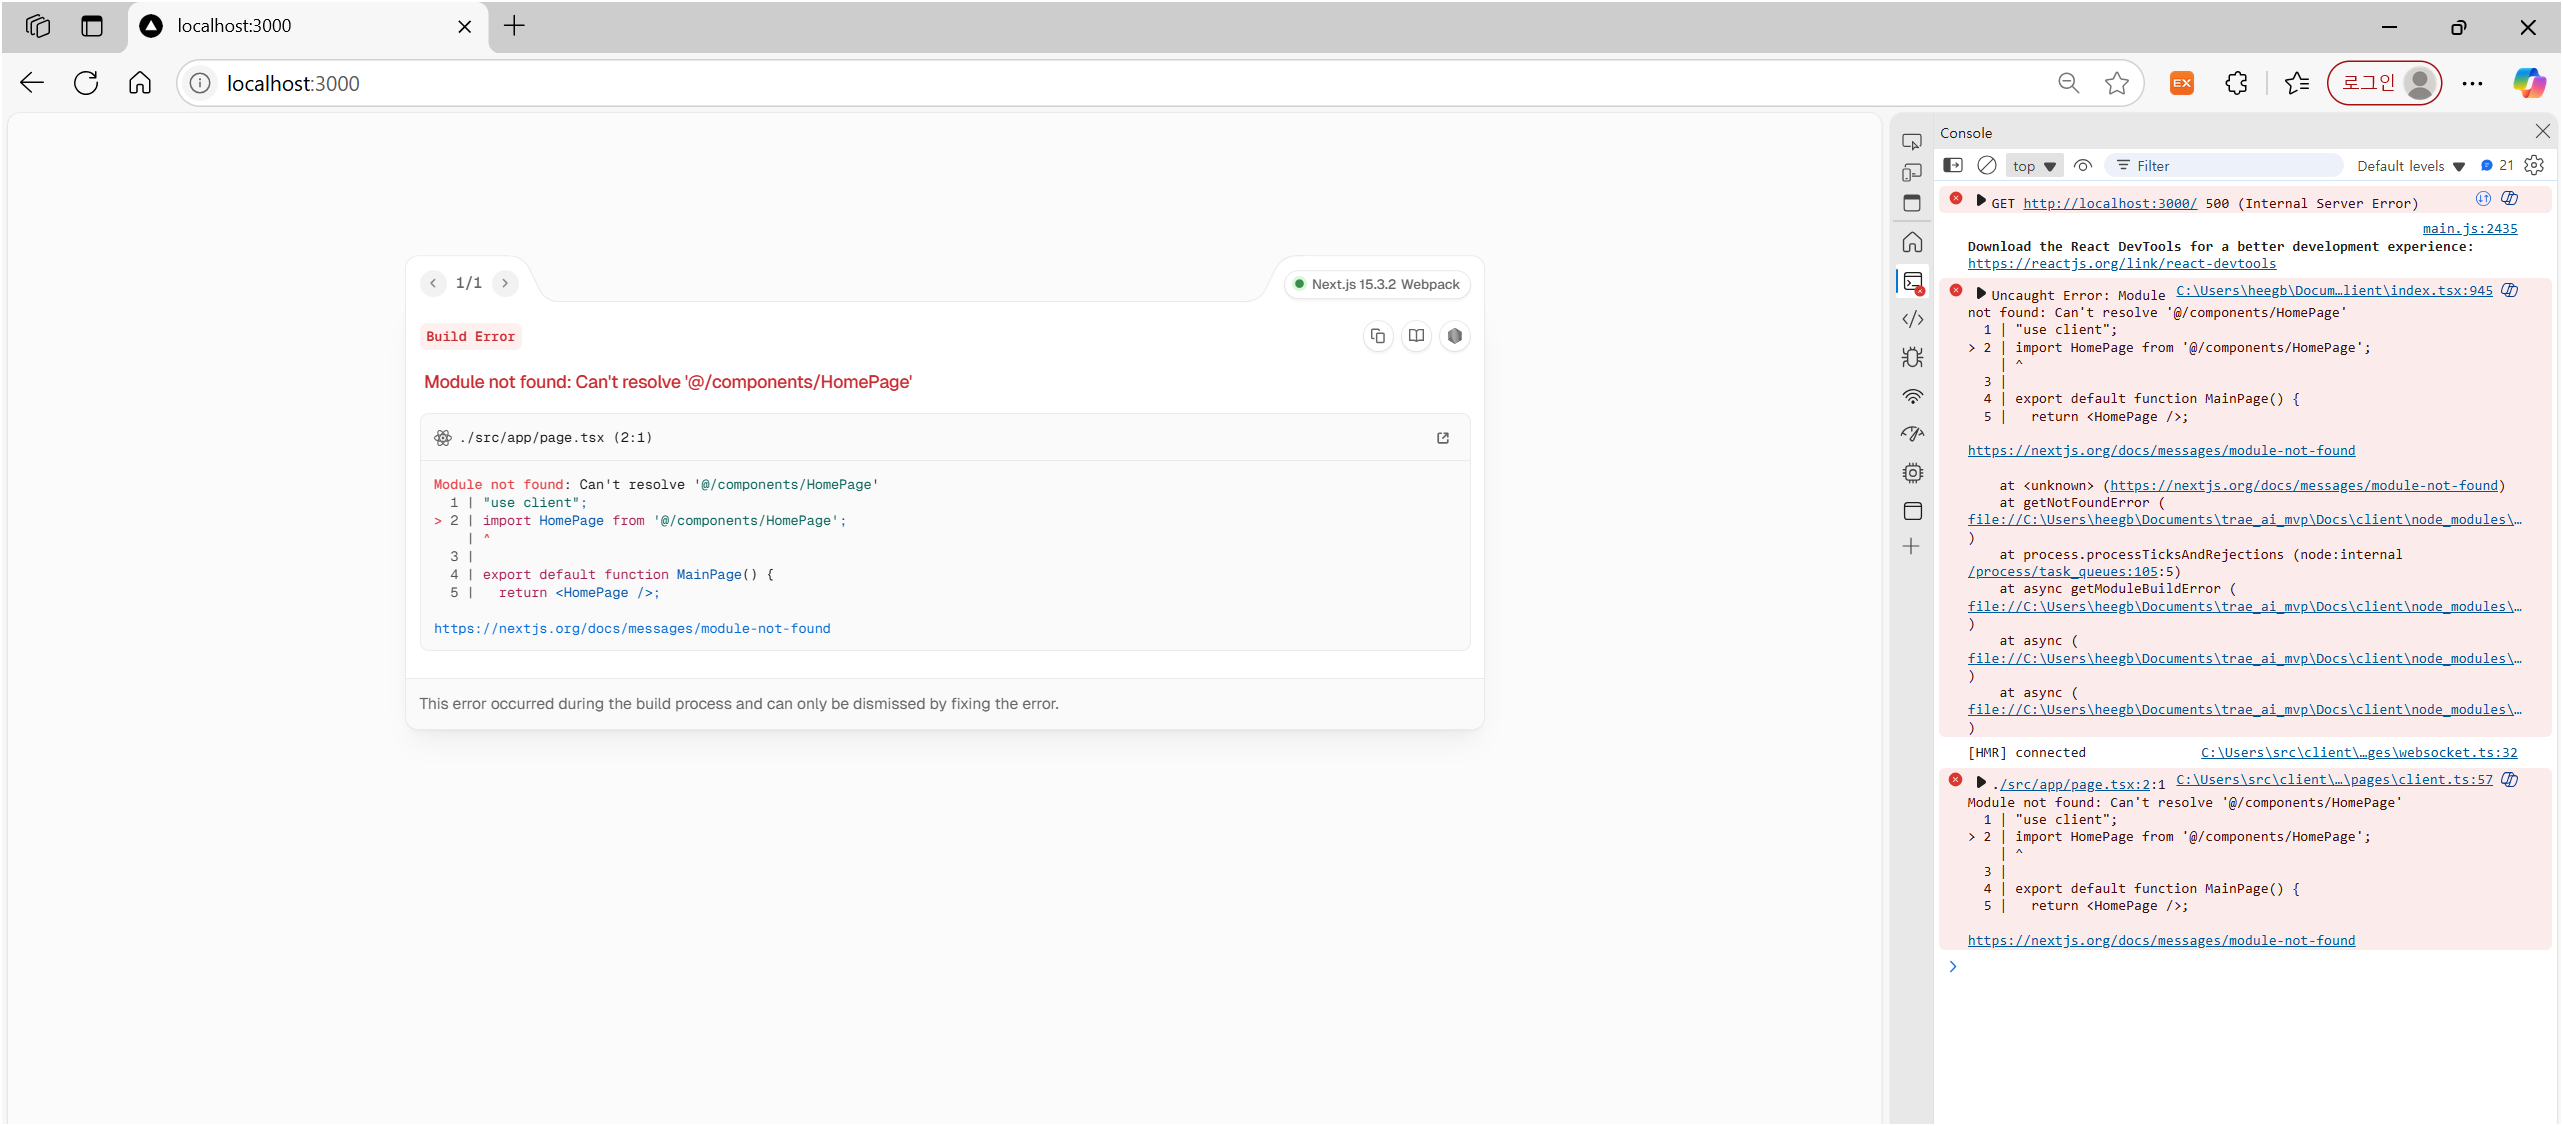 localhost:3000
localhost:3000
EX
로그인
1/1
Next.js 15.3.2 Webpack
Build Error
Module not found: Can't resolve '@/components/HomePage'
./src/app/page.tsx (2:1)
Module not found: Can't resolve '@/components/HomePage'
1 | "use client";
> 2 | import HomePage from '@/components/HomePage';
| ^
3 |
4 | export default function MainPage() {
5 |   return <HomePage />;
https://nextjs.org/docs/messages/module-not-found
This error occurred during the build process and can only be dismissed by fixing the error.
Console
top
Filter
Default levels
21
GET http://localhost:3000/ 500 (Internal Server Error)
main.js:2435
Download the React DevTools for a better development experience:
https://reactjs.org/link/react-devtools
Uncaught Error: Module C:\Users\heegb\Docum…lient\index.tsx:945
not found: Can't resolve '@/components/HomePage'
1 | "use client";
> 2 | import HomePage from '@/components/HomePage';
| ^
3 |
4 | export default function MainPage() {
5 |   return <HomePage />;
https://nextjs.org/docs/messages/module-not-found
at <unknown> (https://nextjs.org/docs/messages/module-not-found)
at getNotFoundError (
file://C:\Users\heegb\Documents\trae_ai_mvp\Docs\client\node_modules\…
)
at process.processTicksAndRejections (node:internal
/process/task_queues:105:5)
at async getModuleBuildError (
file://C:\Users\heegb\Documents\trae_ai_mvp\Docs\client\node_modules\…
)
at async (
file://C:\Users\heegb\Documents\trae_ai_mvp\Docs\client\node_modules\…
)
at async (
file://C:\Users\heegb\Documents\trae_ai_mvp\Docs\client\node_modules\…
)
[HMR] connected C:\Users\src\client\…ges\websocket.ts:32
./src/app/page.tsx:2:1 C:\Users\src\client\…\pages\client.ts:57
Module not found: Can't resolve '@/components/HomePage'
1 | "use client";
> 2 | import HomePage from '@/components/HomePage';
| ^
3 |
4 | export default function MainPage() {
5 |   return <HomePage />;
https://nextjs.org/docs/messages/module-not-found
>